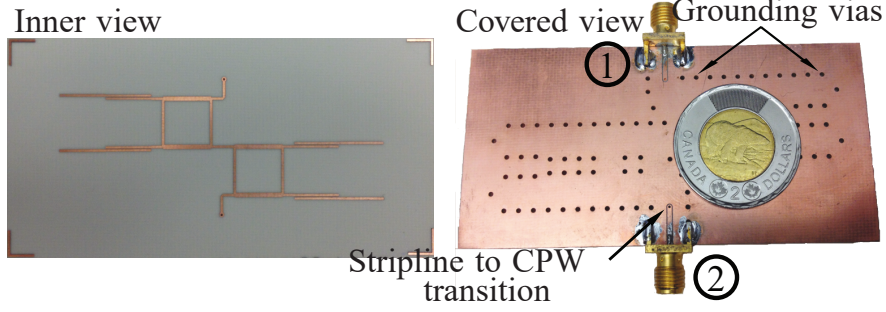 Inner view
Covered view
Grounding vias
1
CANADA
2
DOLLARS
Stripline to CPW
transition
2